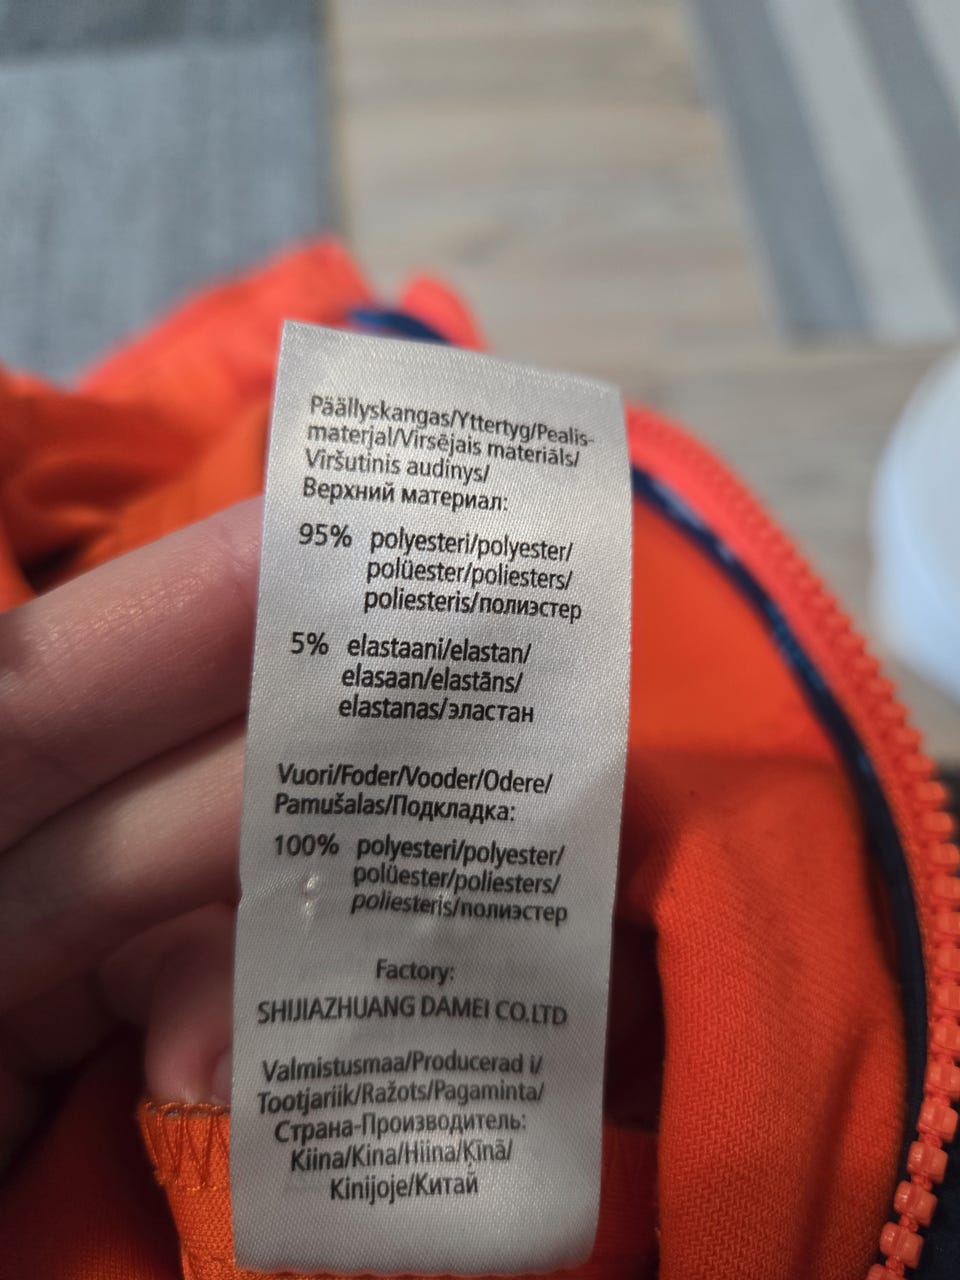 Päällyskangas/Yttertyg/Pealis-
materjal/Virsējais materiāls/
Viršutinis audinys/
Верхний материал:
95% polyesteri/polyester/
polüester/poliesters/
poliesteris/полиэстер
5% elastaani/elastan/
elasaan/elastāns/
elastanas/эластан
Vuori/Foder/Vooder/Odere/
Pamušalas/Подкладка:
100% polyesteri/polyester/
polüester/poliesters/
poliesteris/полиэстер
Factory:
SHIJIAZHUANG DAMEI CO.LTD
Valmistusmaa/Producerad i/
Tootjariik/Ražots/Pagaminta/
Страна-Производитель:
Kiina/Kina/Hiina/Ķīnā/
Kinijoje/Китай